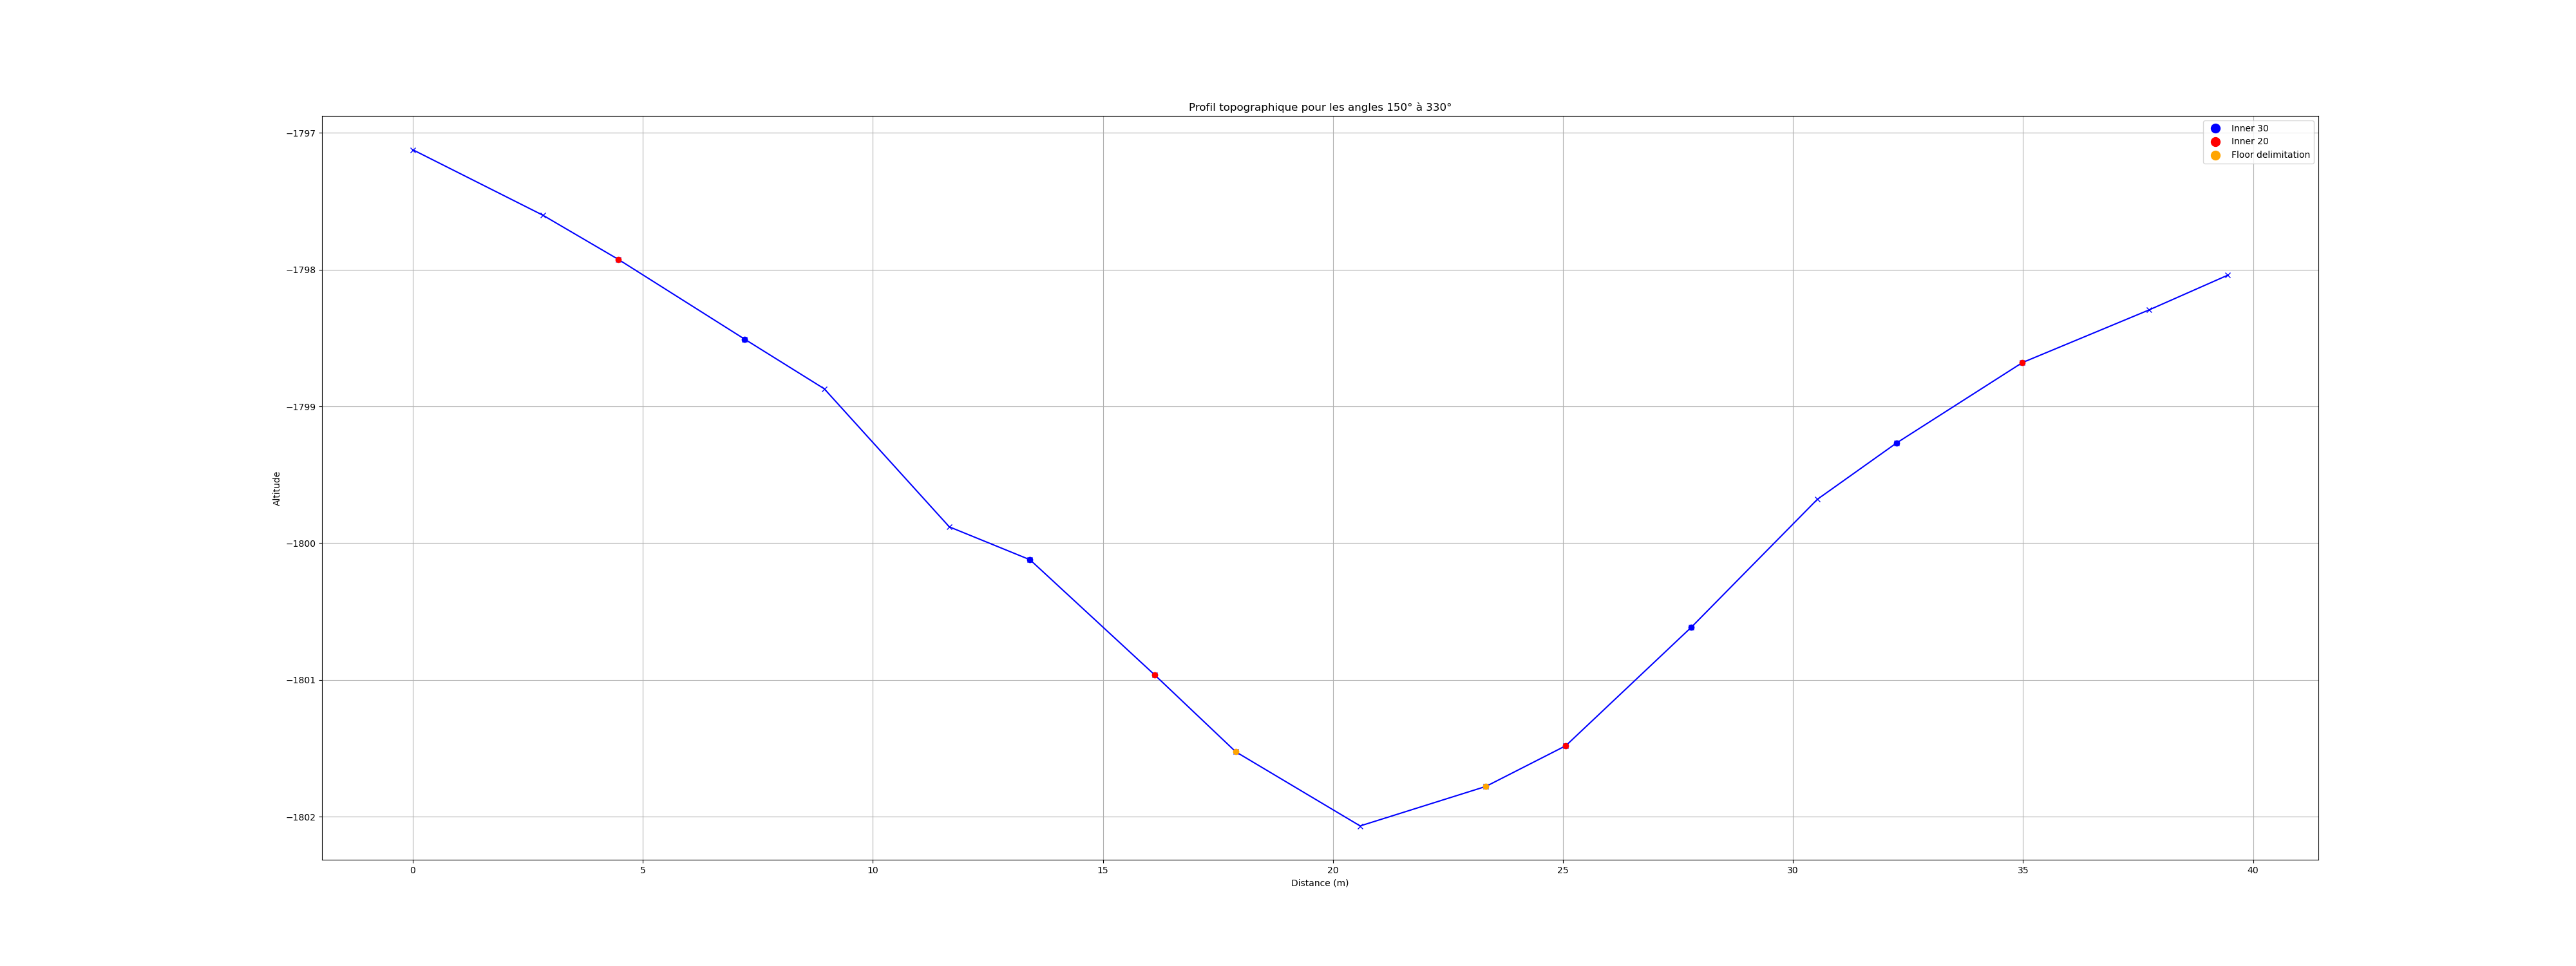 Profil topographique pour les angles 150° à 330°
Inner 30
Inner 20
Floor delimitation
−1797
−1798
−1799
−1800
−1801
−1802
Altitude
0 5 10 15 20 25 30 35 40
Distance (m)